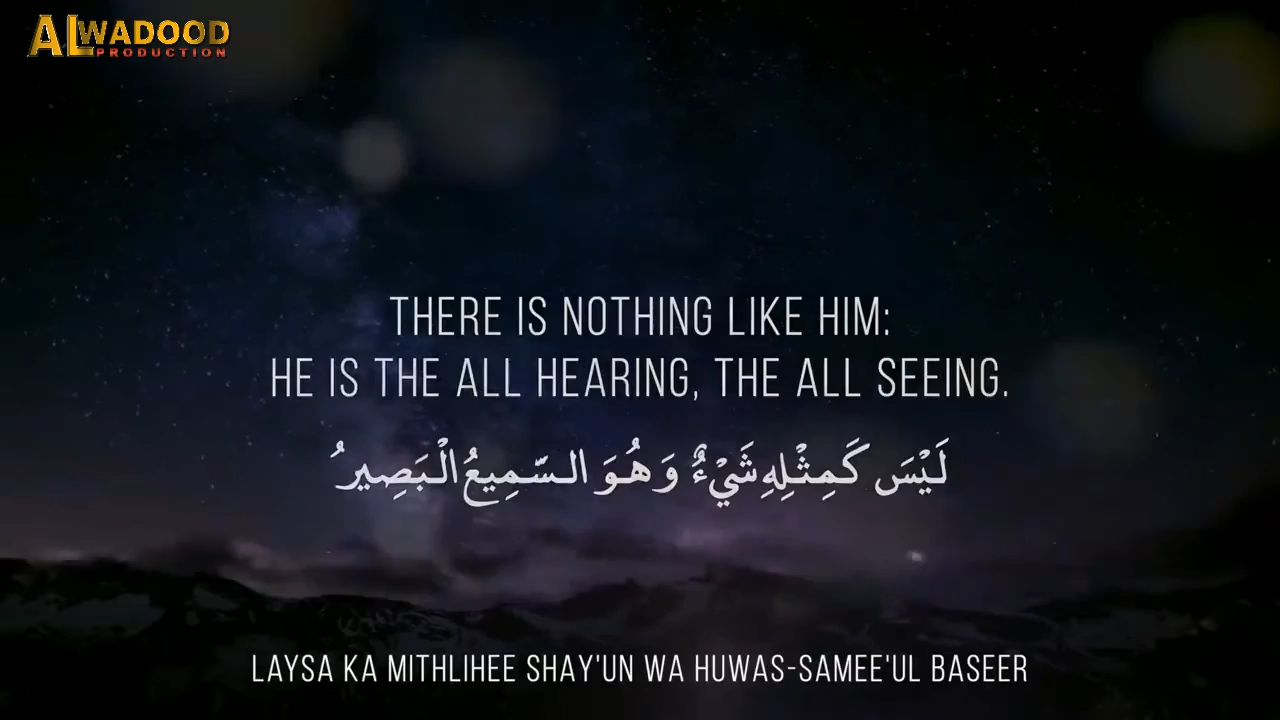 ALWADOOD
PRODUCTION
THERE IS NOTHING LIKE HIM:
HE IS THE ALL HEARING, THE ALL SEEING.
لَيْسَ كَمِثْلِهِ شَيْءٌ وَهُوَ السَّمِيعُ الْبَصِيرُ
LAYSA KA MITHLIHEE SHAY'UN WA HUWAS-SAMEE'UL BASEER